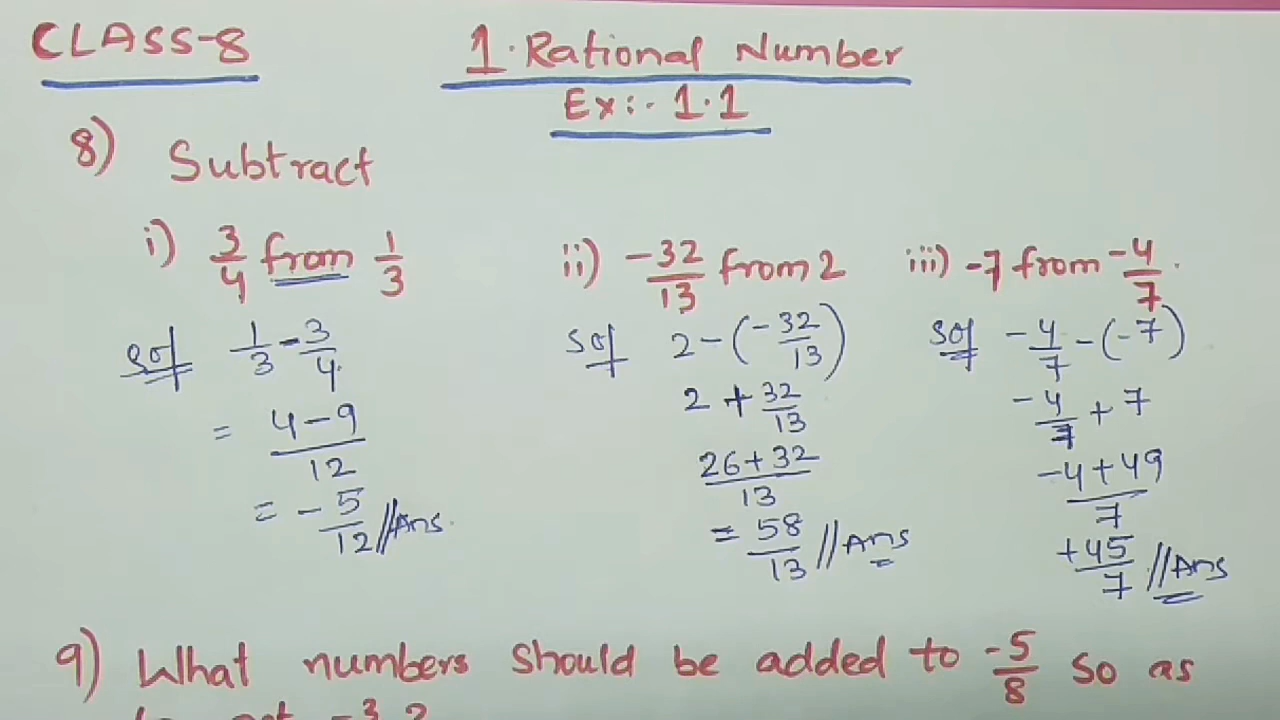 CLASS-8
1. Rational Number
Ex:- 1.1
8) Subtract
i) 3/4 from 1/3
sol 1/3 - 3/4
= 4-9/12
= -5/12 // Ans.
ii) -32/13 from 2
sol 2-(-32/13)
2 + 32/13
26+32/13
= 58/13 // Ans
iii) -7 from -4/7.
sol -4/7 - (-7)
-4/7 + 7
-4+49/7
+45/7 // Ans
9) What numbers should be added to -5/8 so as